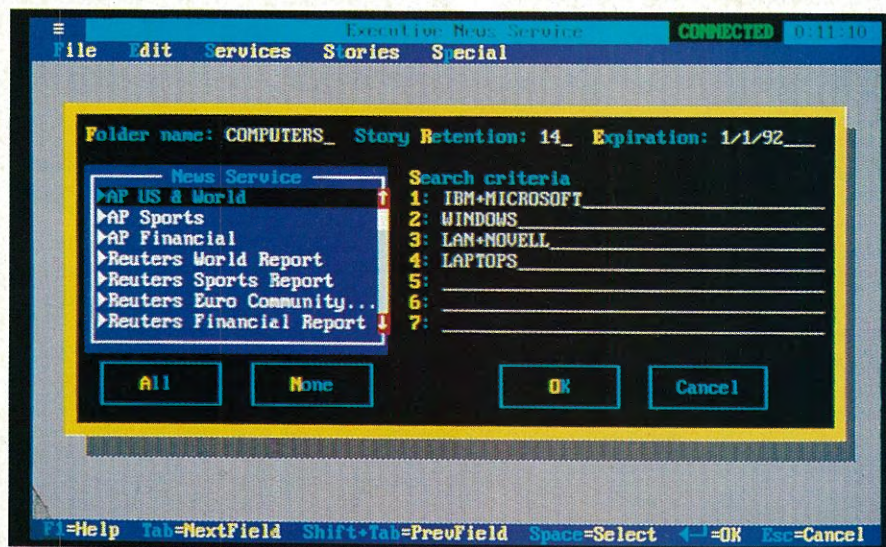 ≡ Executive News Service CONNECTED 0:11:10
File Edit Services Stories Special
Folder name: COMPUTERS_ Story Retention: 14_ Expiration: 1/1/92___
News Service
▶AP US & World
▶AP Sports
▶AP Financial
▶Reuters World Report
▶Reuters Sports Report
▶Reuters Euro Community...
▶Reuters Financial Report
Search criteria
1: IBM+MICROSOFT
2: WINDOWS
3: LAN+NOVELL
4: LAPTOPS
5:
6:
7:
All None OK Cancel
F1=Help Tab=NextField Shift+Tab=PrevField Space=Select ←┘=OK Esc=Cancel